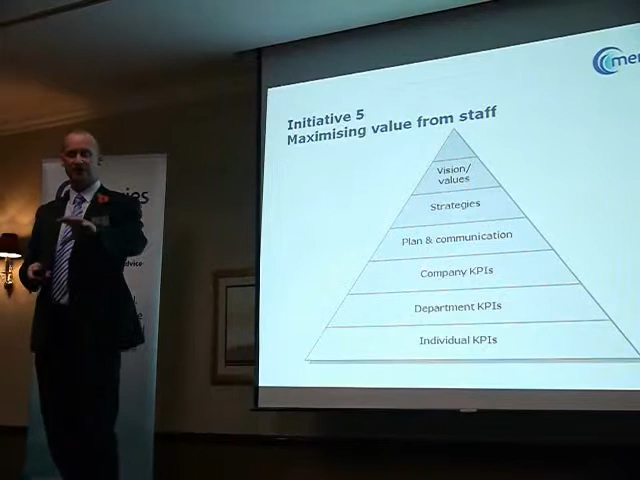 Initiative 5
Maximising value from staff
Vision/
values
Strategies
Plan & communication
Company KPIs
Department KPIs
Individual KPIs